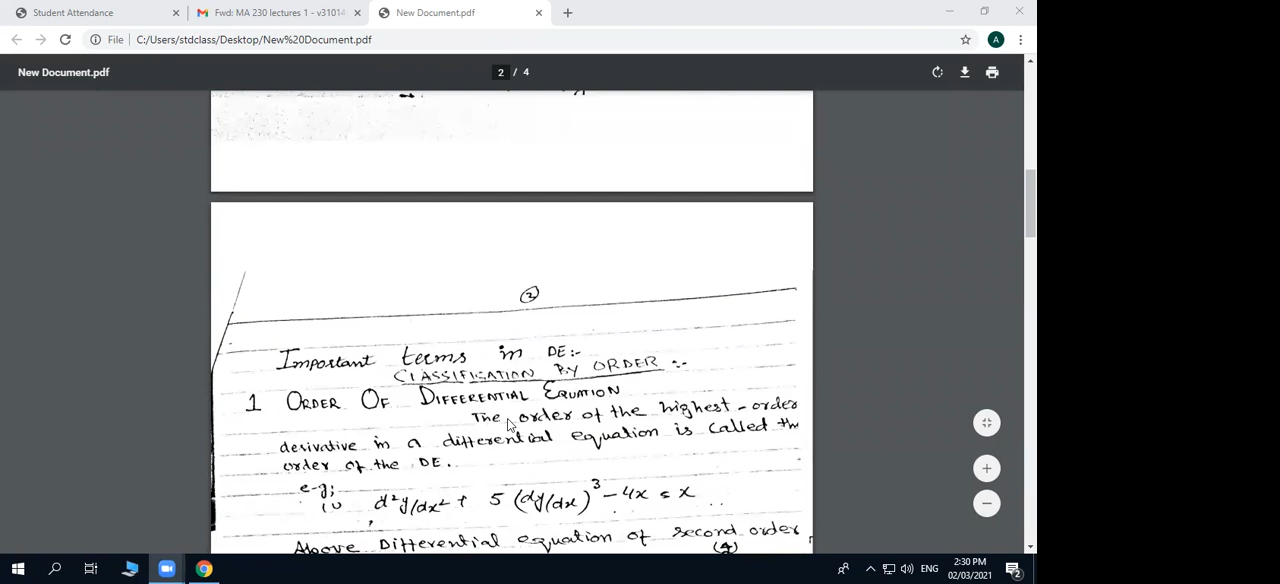 Student Attendance
Fwd: MA 230 lectures 1 - v31014
New Document.pdf
File C:/Users/stdclass/Desktop/New%20Document.pdf
A
New Document.pdf
2 / 4
2
Important terms in DE:-
CLASSIFICATION BY ORDER :-
1 ORDER OF DIFFERENTIAL EQUATION
The order of the highest-order
derivative in a differential equation is called the
order of the DE.
e-g;
d²y/dx² + 5 (dy/dx)³ - 4x = x
Above Differential equation of second order
ENG
2:30 PM
02/03/2021
2